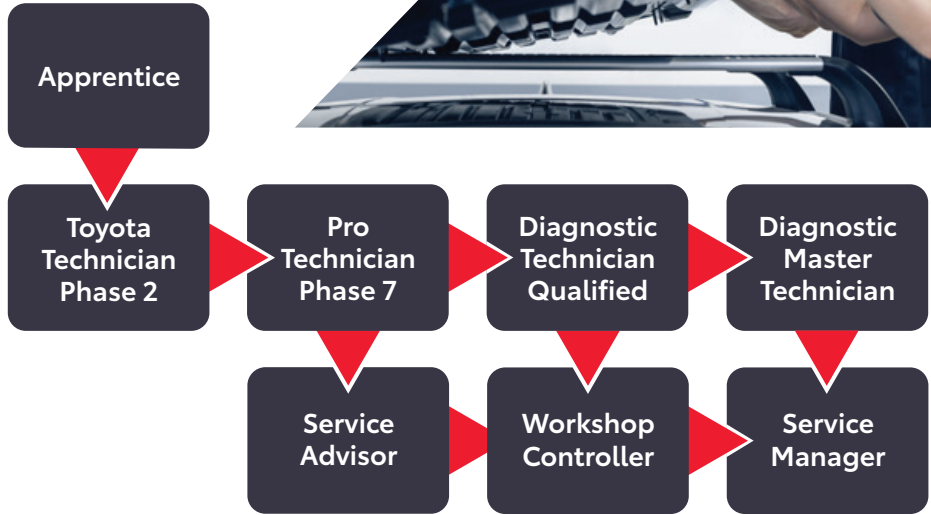 Apprentice
Toyota
Technician
Phase 2
Pro
Technician
Phase 7
Diagnostic
Technician
Qualified
Diagnostic
Master
Technician
Service
Advisor
Workshop
Controller
Service
Manager